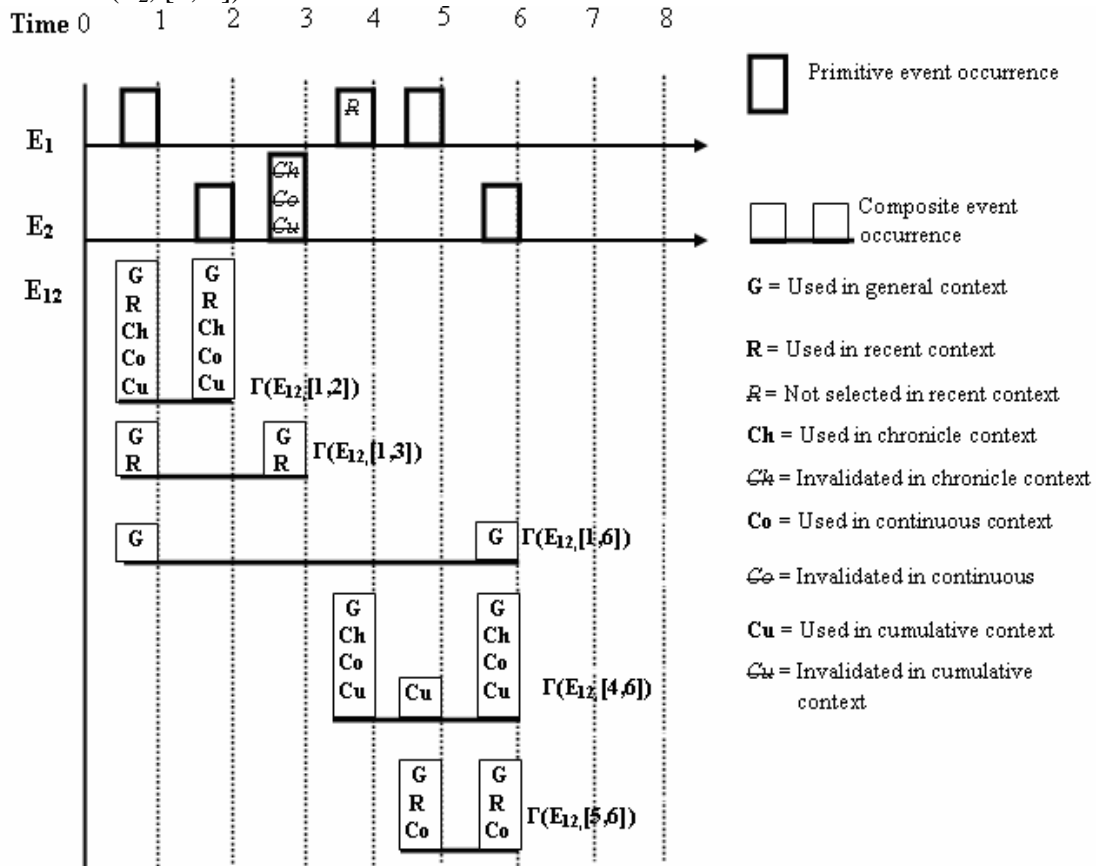 Time 0 1 2 3 4 5 6 7 8
Primitive event occurrence
E1
R
Ch
Co
Cu
E2
Composite event
occurrence
E12
G
R
Ch
Co
Cu
G
R
Ch
Co
Cu
Γ(E12,[1,2])
G
R
G
R
Γ(E12,[1,3])
G
G
Γ(E12,[1,6])
G
Ch
Co
Cu
Cu
G
Ch
Co
Cu
Γ(E12,[4,6])
G
R
Co
G
R
Co
Γ(E12,[5,6])
G = Used in general context
R = Used in recent context
R = Not selected in recent context
Ch = Used in chronicle context
Ch = Invalidated in chronicle context
Co = Used in continuous context
Co = Invalidated in continuous
Cu = Used in cumulative context
Cu = Invalidated in cumulative
context